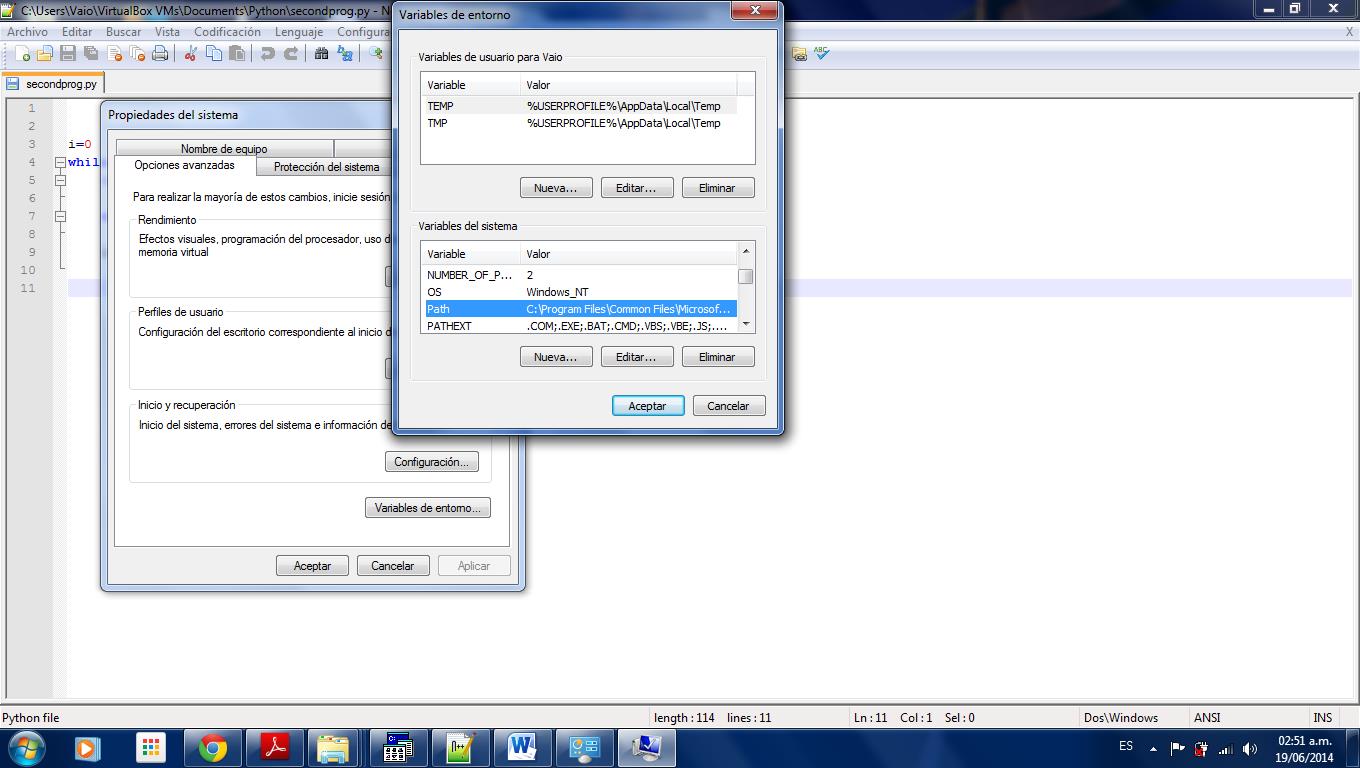 C:\Users\Vaio\VirtualBox VMs\Documents\Python\secondprog.py - N
Archivo Editar Buscar Vista Codificación Lenguaje Configura
X
secondprog.py
1
2
3 i=0
4 whil
5
6
7
8
9
10
11
Propiedades del sistema
Nombre de equipo
Opciones avanzadas Protección del sistema
Para realizar la mayoría de estos cambios, inicie sesión
Rendimiento
Efectos visuales, programación del procesador, uso d
memoria virtual
Perfiles de usuario
Configuración del escritorio correspondiente al inicio d
Inicio y recuperación
Inicio del sistema, errores del sistema e información de
Configuración...
Variables de entorno...
Aceptar Cancelar Aplicar
Variables de entorno
Variables de usuario para Vaio
Variable Valor
TEMP %USERPROFILE%\AppData\Local\Temp
TMP %USERPROFILE%\AppData\Local\Temp
Nueva... Editar... Eliminar
Variables del sistema
Variable Valor
NUMBER_OF_P... 2
OS Windows_NT
Path C:\Program Files\Common Files\Microsof...
PATHEXT .COM;.EXE;.BAT;.CMD;.VBS;.VBE;.JS;....
Nueva... Editar... Eliminar
Aceptar Cancelar
ABC
Python file length : 114 lines : 11 Ln : 11 Col : 1 Sel : 0 Dos\Windows ANSI INS
ES 02:51 a.m.
19/06/2014